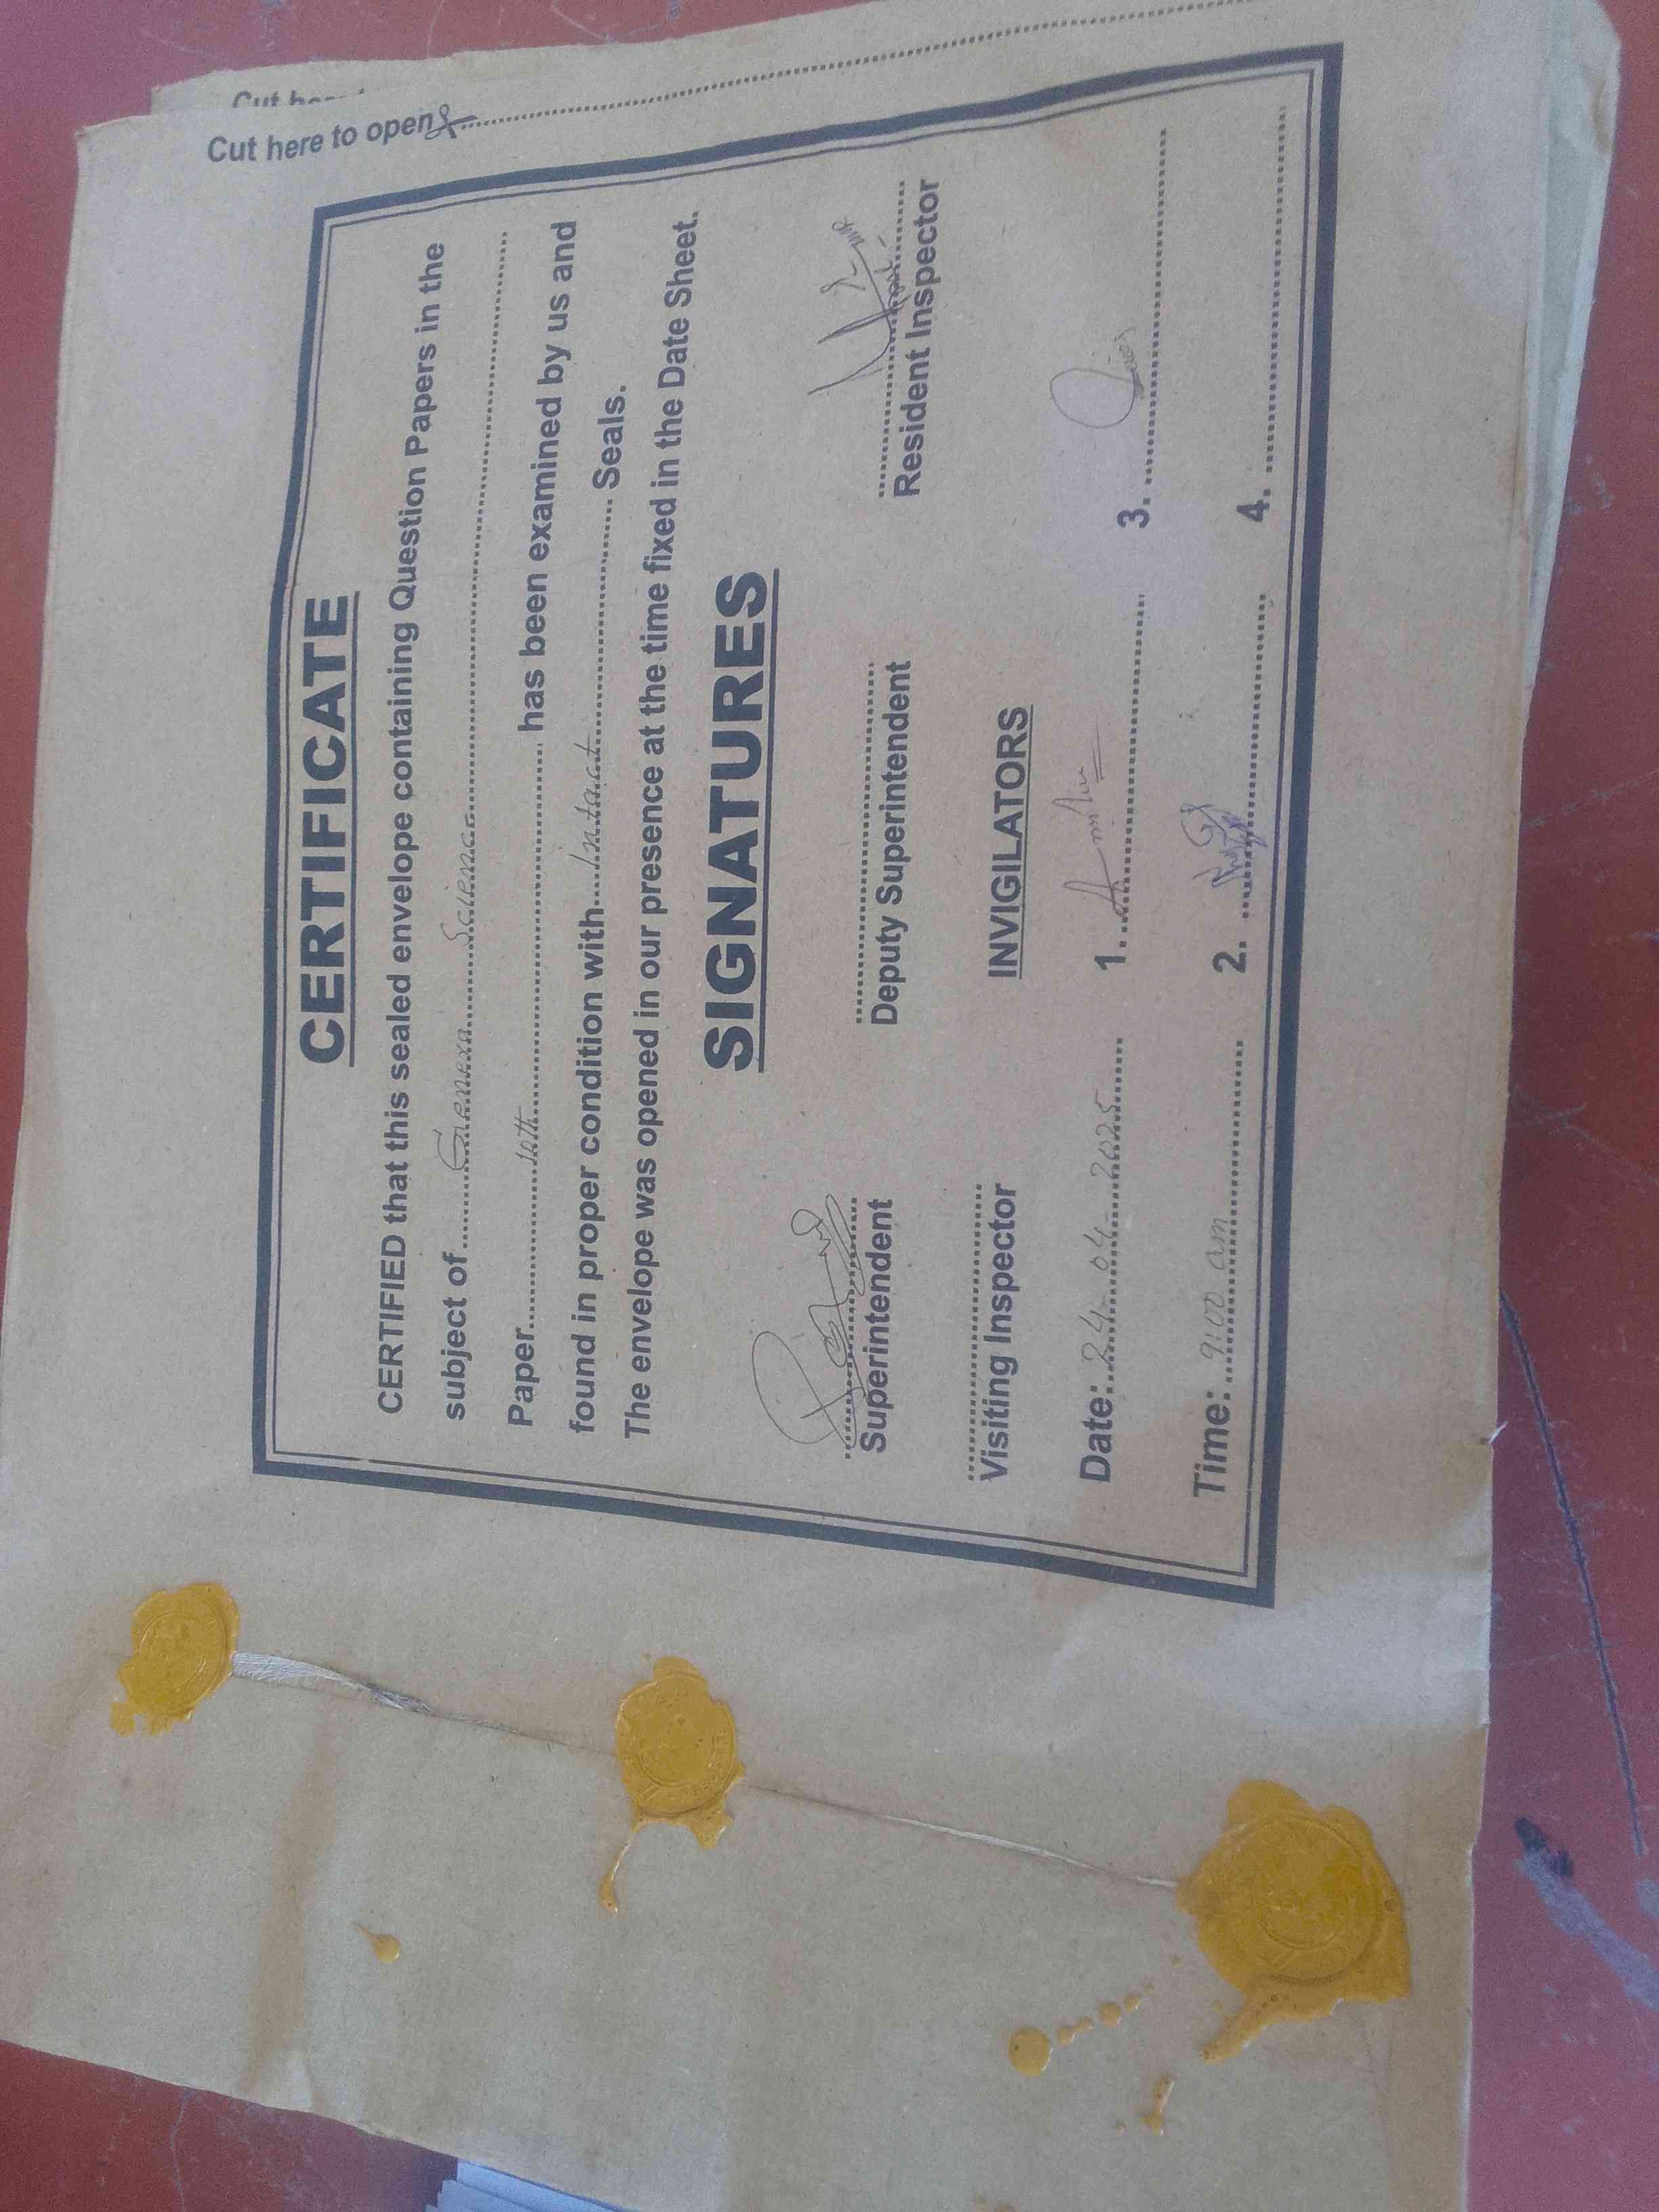 Cut here to open
CERTIFICATE
CERTIFIED that this sealed envelope containing Question Papers in the
subject of Genera Science
Paper 10th has been examined by us and
found in proper condition with Intact Seals.
The envelope was opened in our presence at the time fixed in the Date Sheet.
SIGNATURES
Superintendent
Deputy Superintendent
Resident Inspector
Visiting Inspector
INVIGILATORS
Date: 24-04-2025
1.
3.
Time: 9:00 am
2.
4.